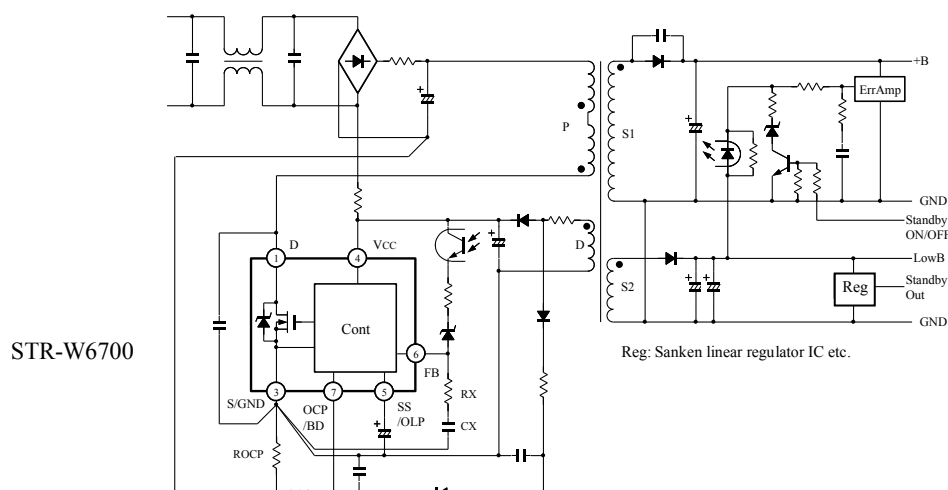 +B
ErrAmp
P
S1
GND
Standby
ON/OFF
D
D
VCC
LowB
1
4
S2
Reg
Standby
Out
Cont
GND
STR-W6700
6
Reg: Sanken linear regulator IC etc.
FB
3
7
5
S/GND
OCP
/BD
SS
/OLP
RX
CX
ROCP